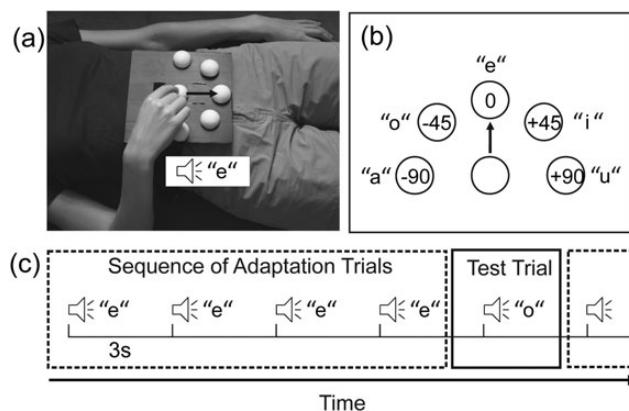 (a)
“e“
(b)
“e“
0
“o“ -45
+45 “i“
“a“ -90
+90 “u“
(c)
Sequence of Adaptation Trials
Test Trial
“e“ “e“ “e“ “e“ “o“
3s
Time